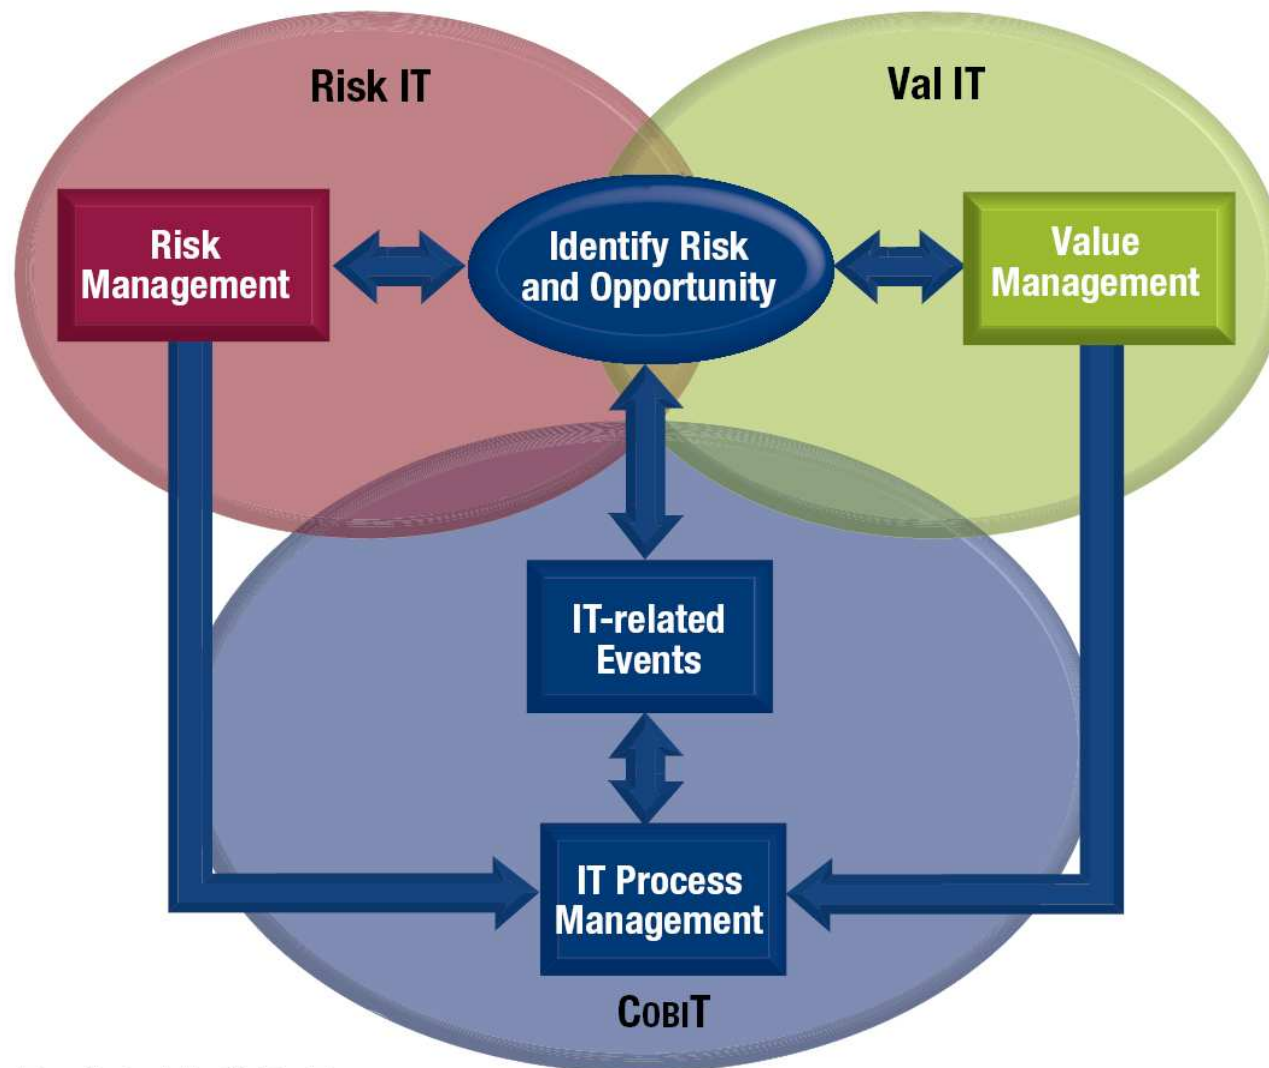 Risk IT
Val IT
Risk
Management
Identify Risk
and Opportunity
Value
Management
IT-related
Events
IT Process
Management
COBIT